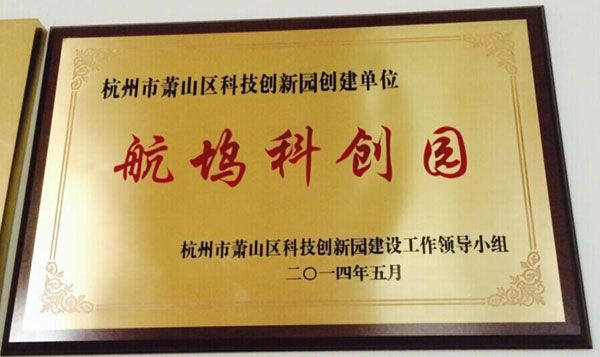 杭州市萧山区科技创新园创建单位
航坞科创园
杭州市萧山区科技创新园建设工作领导小组
二〇一四年五月